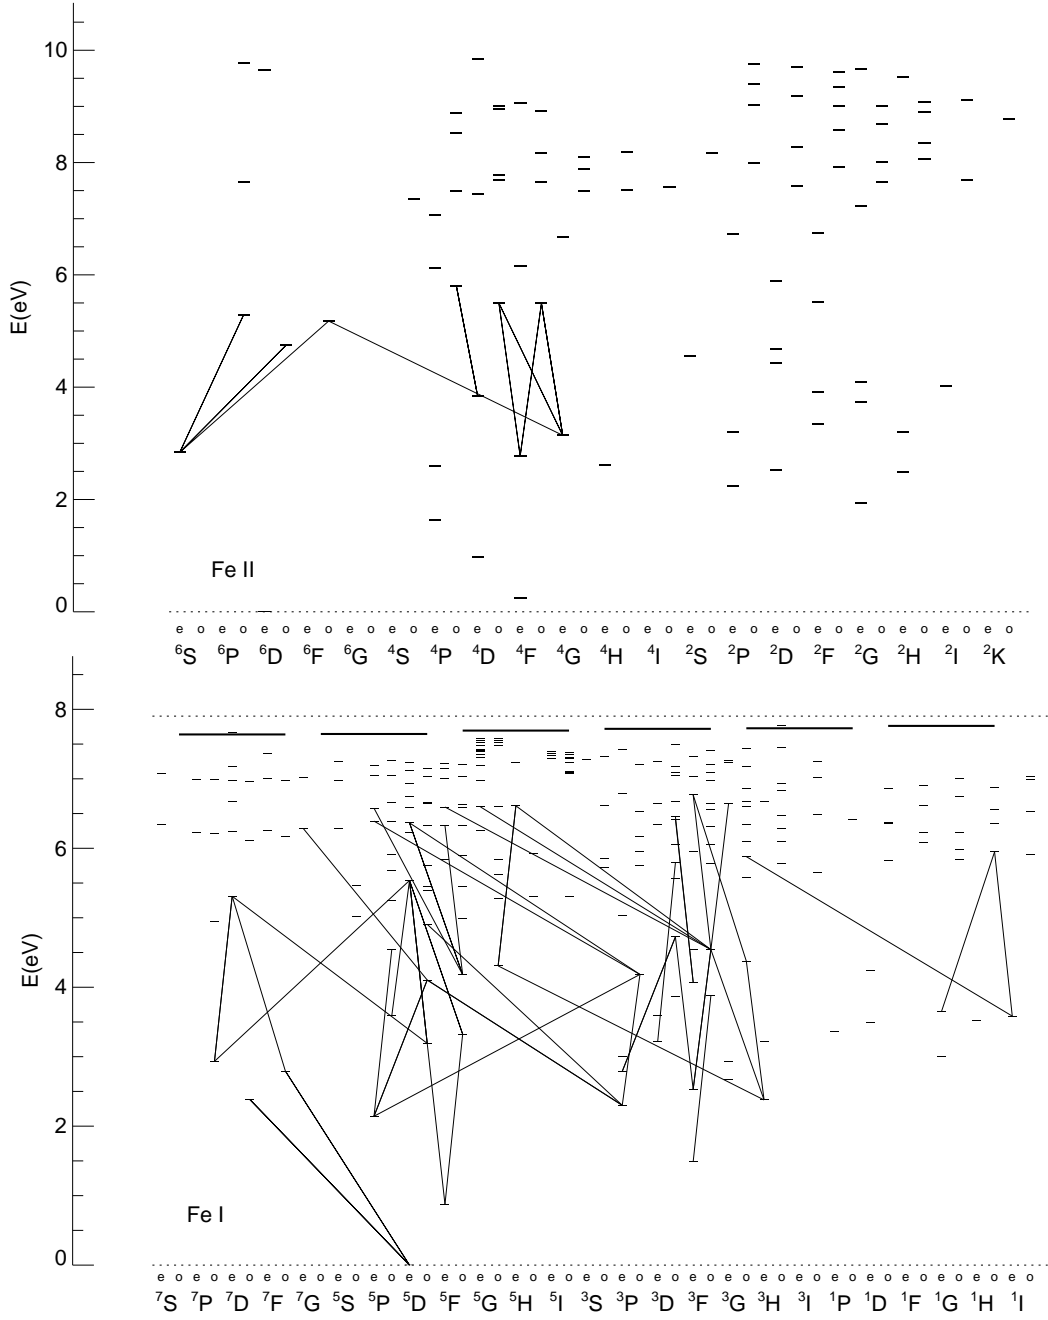 10
8
6
E(eV)
4
2
Fe II
0
e o e o e o e o e o e o e o e o e o e o e o e o e o e o e o e o e o e o e o e o
⁶S ⁶P ⁶D ⁶F ⁶G ⁴S ⁴P ⁴D ⁴F ⁴G ⁴H ⁴I ²S ²P ²D ²F ²G ²H ²I ²K
8
6
E(eV)
4
2
Fe I
0
e o e o e o e o e o e o e o e o e o e o e o e o e o e o e o e o e o e o e o e o e o e o e o e o e o
⁷S ⁷P ⁷D ⁷F ⁷G ⁵S ⁵P ⁵D ⁵F ⁵G ⁵H ⁵I ³S ³P ³D ³F ³G ³H ³I ¹P ¹D ¹F ¹G ¹H ¹I